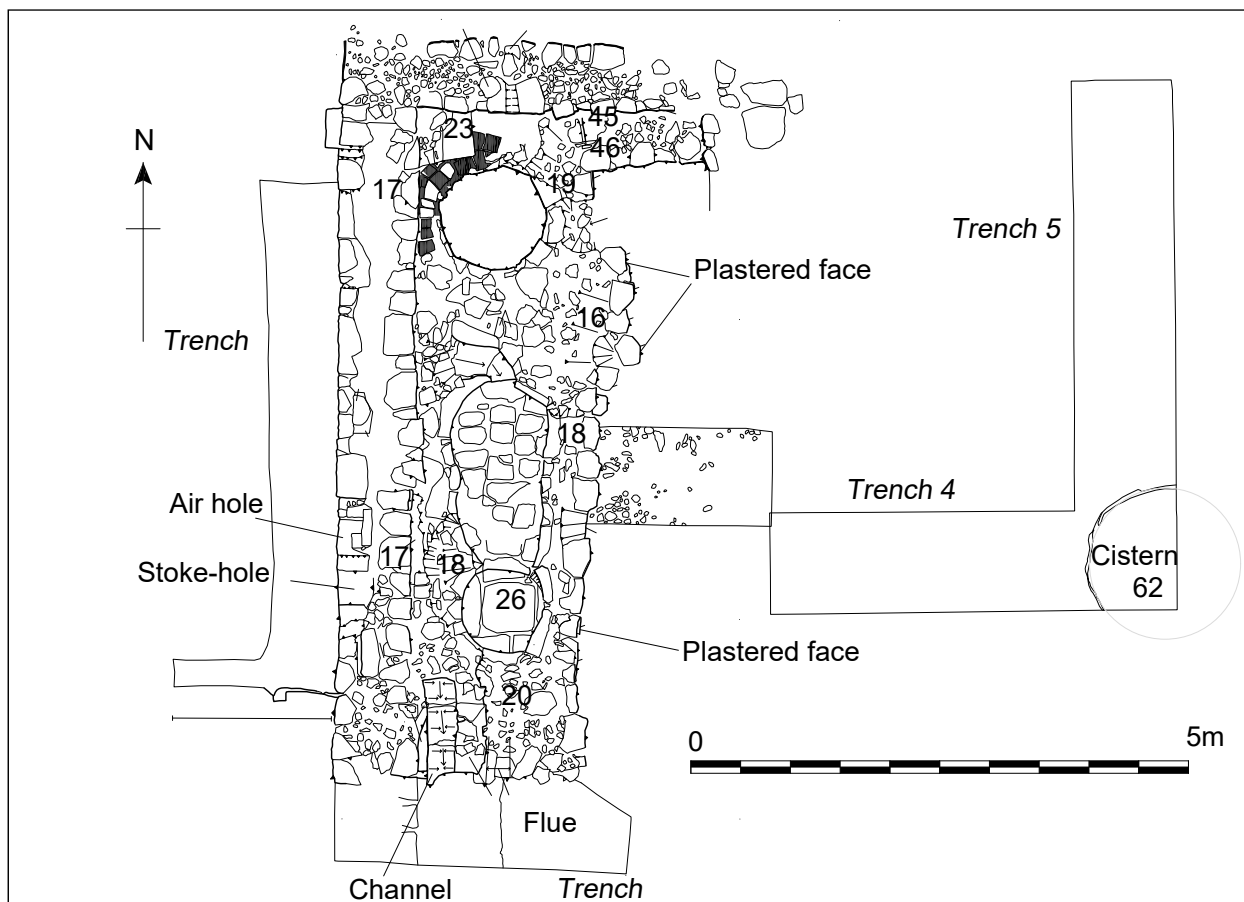 45
23
46
N
17
19
Trench 5
Plastered face
16
Trench
18
Trench 4
Air hole
17
18
Cistern
62
Stoke-hole
26
Plastered face
20
0
5m
Flue
Channel
Trench